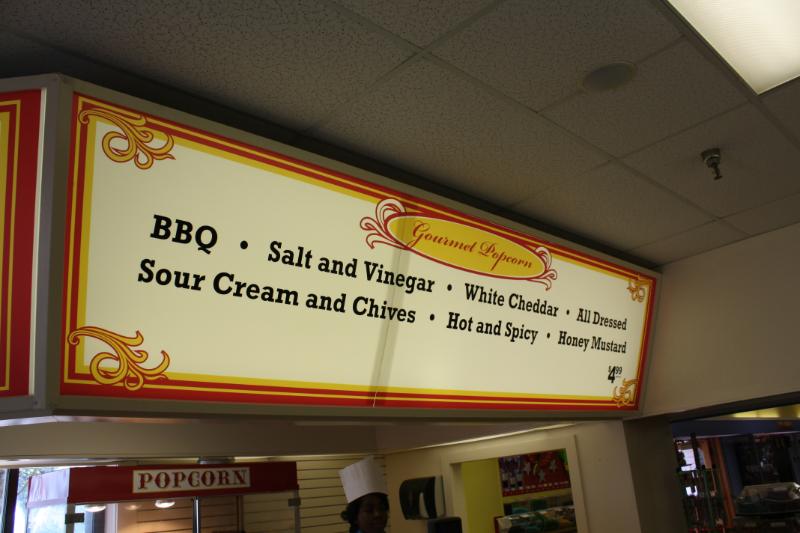 Gourmet Popcorn
BBQ • Salt and Vinegar • White Cheddar • All Dressed
Sour Cream and Chives • Hot and Spicy • Honey Mustard
$4.99
POPCORN